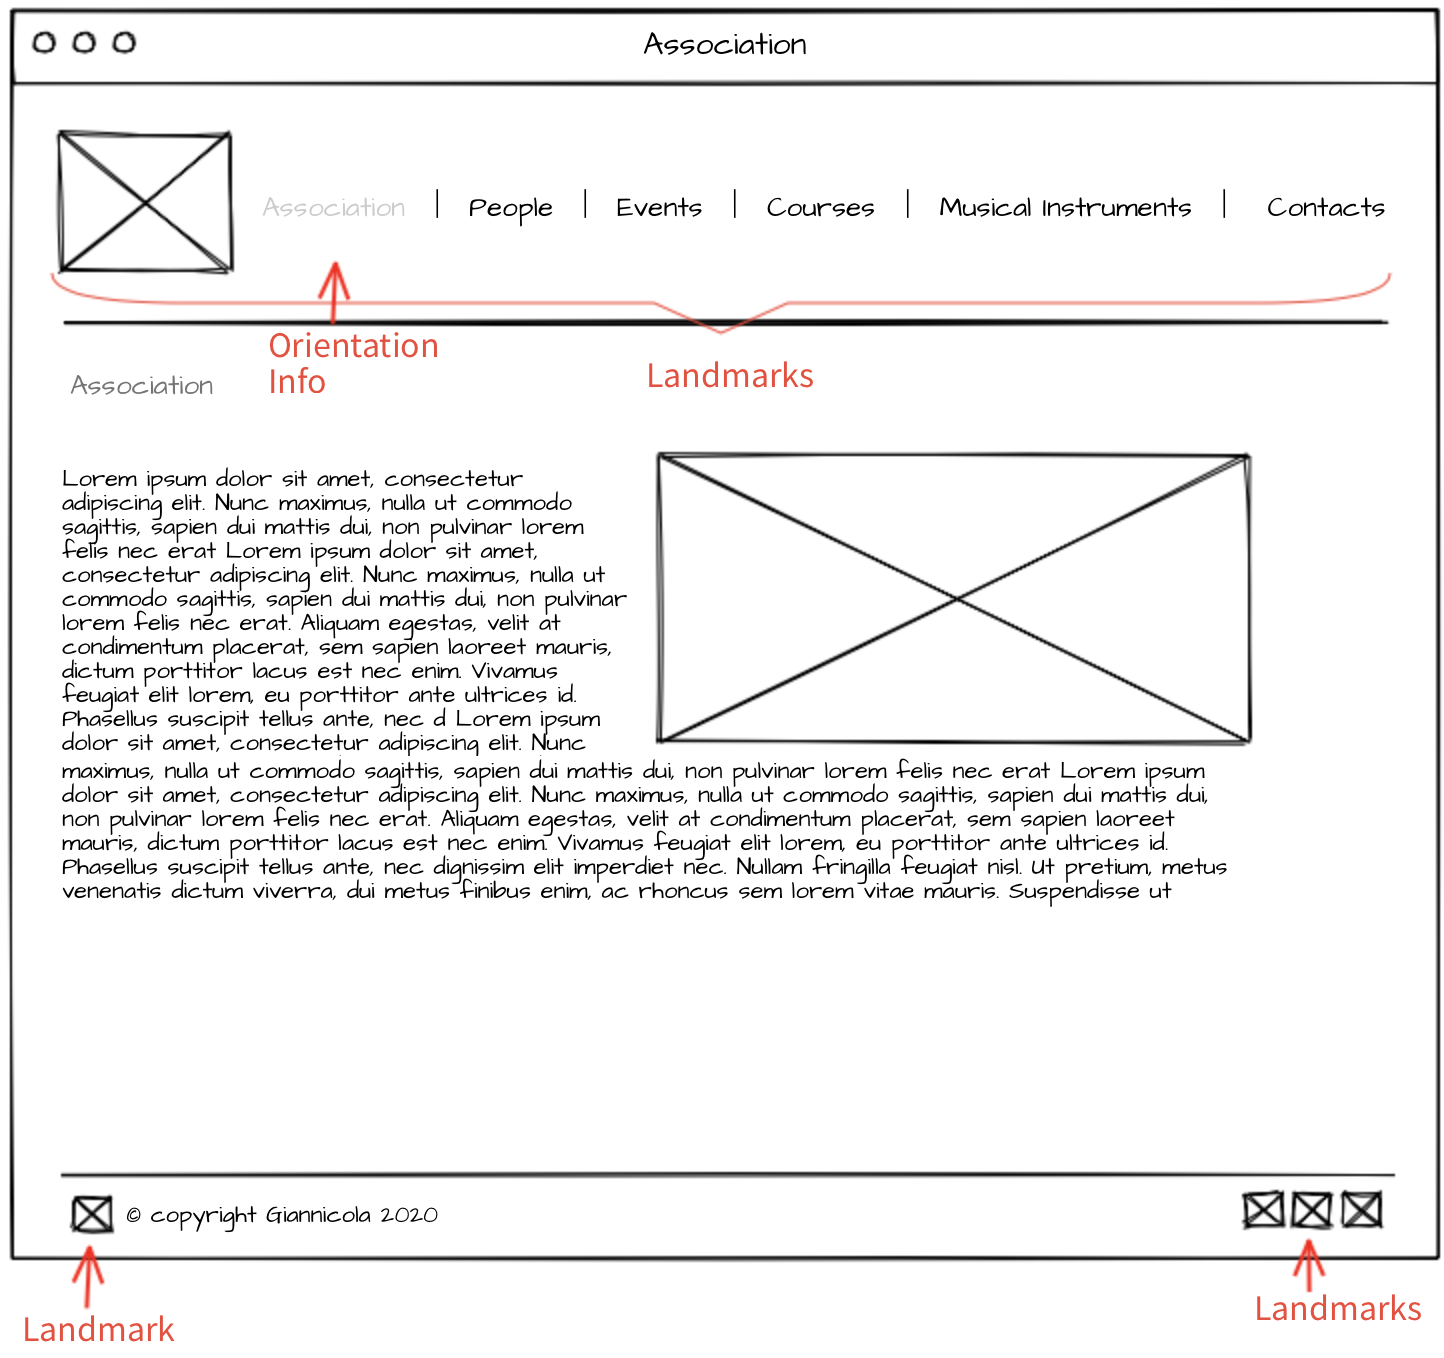 Association
Association | People | Events | Courses | Musical Instruments | Contacts
Orientation
Info
Landmarks
Association
Lorem ipsum dolor sit amet, consectetur
adipiscing elit. Nunc maximus, nulla ut commodo
sagittis, sapien dui mattis dui, non pulvinar lorem
felis nec erat Lorem ipsum dolor sit amet,
consectetur adipiscing elit. Nunc maximus, nulla ut
commodo sagittis, sapien dui mattis dui, non pulvinar
lorem felis nec erat. Aliquam egestas, velit at
condimentum placerat, sem sapien laoreet mauris,
dictum porttitor lacus est nec enim. Vivamus
feugiat elit lorem, eu porttitor ante ultrices id.
Phasellus suscipit tellus ante, nec d Lorem ipsum
dolor sit amet, consectetur adipiscing elit. Nunc
maximus, nulla ut commodo sagittis, sapien dui mattis dui, non pulvinar lorem felis nec erat Lorem ipsum
dolor sit amet, consectetur adipiscing elit. Nunc maximus, nulla ut commodo sagittis, sapien dui mattis dui,
non pulvinar lorem felis nec erat. Aliquam egestas, velit at condimentum placerat, sem sapien laoreet
mauris, dictum porttitor lacus est nec enim. Vivamus feugiat elit lorem, eu porttitor ante ultrices id.
Phasellus suscipit tellus ante, nec dignissim elit imperdiet nec. Nullam fringilla feugiat nisl. Ut pretium, metus
venenatis dictum viverra, dui metus finibus enim, ac rhoncus sem lorem vitae mauris. Suspendisse ut
© copyright Giannicola 2020
Landmark
Landmarks